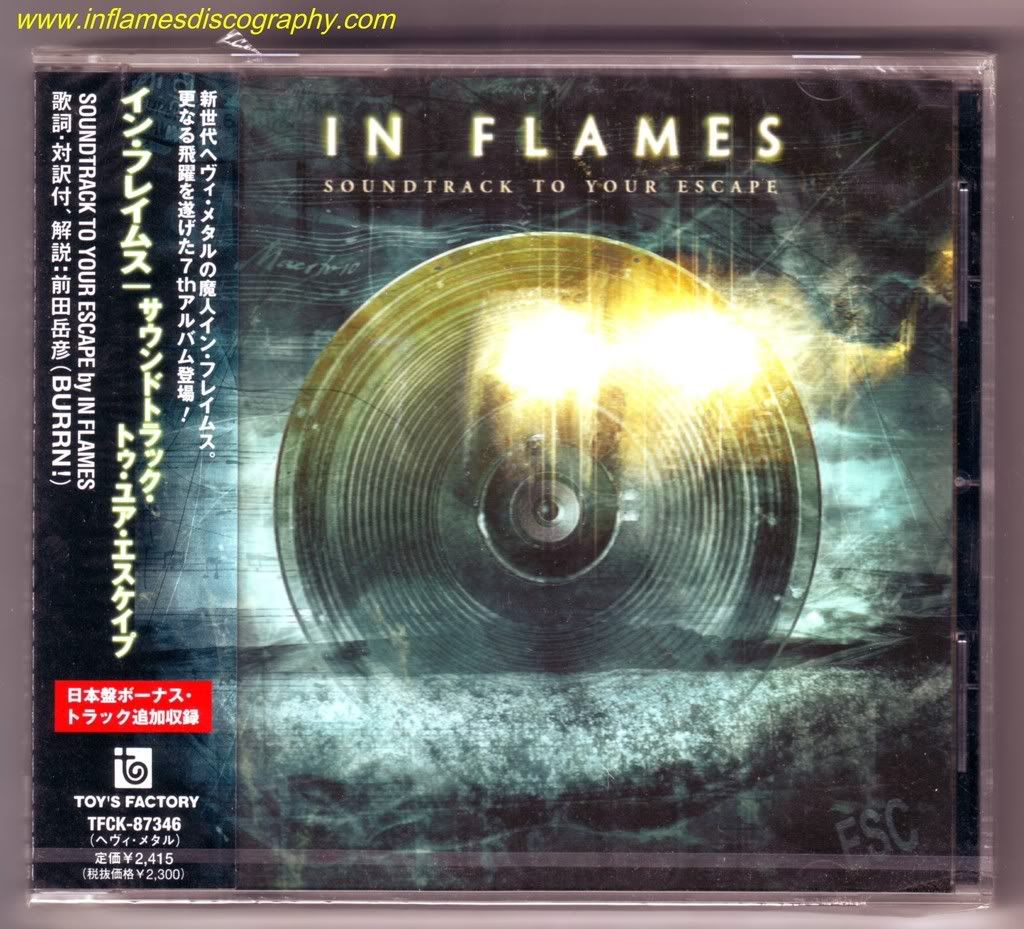 www.inflamesdiscography.com
IN FLAMES
SOUNDTRACK TO YOUR ESCAPE
新世代ヘヴィ・メタルの魔人イン・フレイムス。
更なる飛躍を遂げた7thアルバム登場！
イン・フレイムス｜サウンドトラック・
トゥ・ユア・エスケイプ
SOUNDTRACK TO YOUR ESCAPE by IN FLAMES
歌詞・対訳付、解説：前田岳彦（BURRN!）
日本盤ボーナス・
トラック追加収録
to
TOY'S FACTORY
TFCK-87346
(ヘヴィ・メタル)
定価¥2,415
(税抜価格¥2,300)
ESC